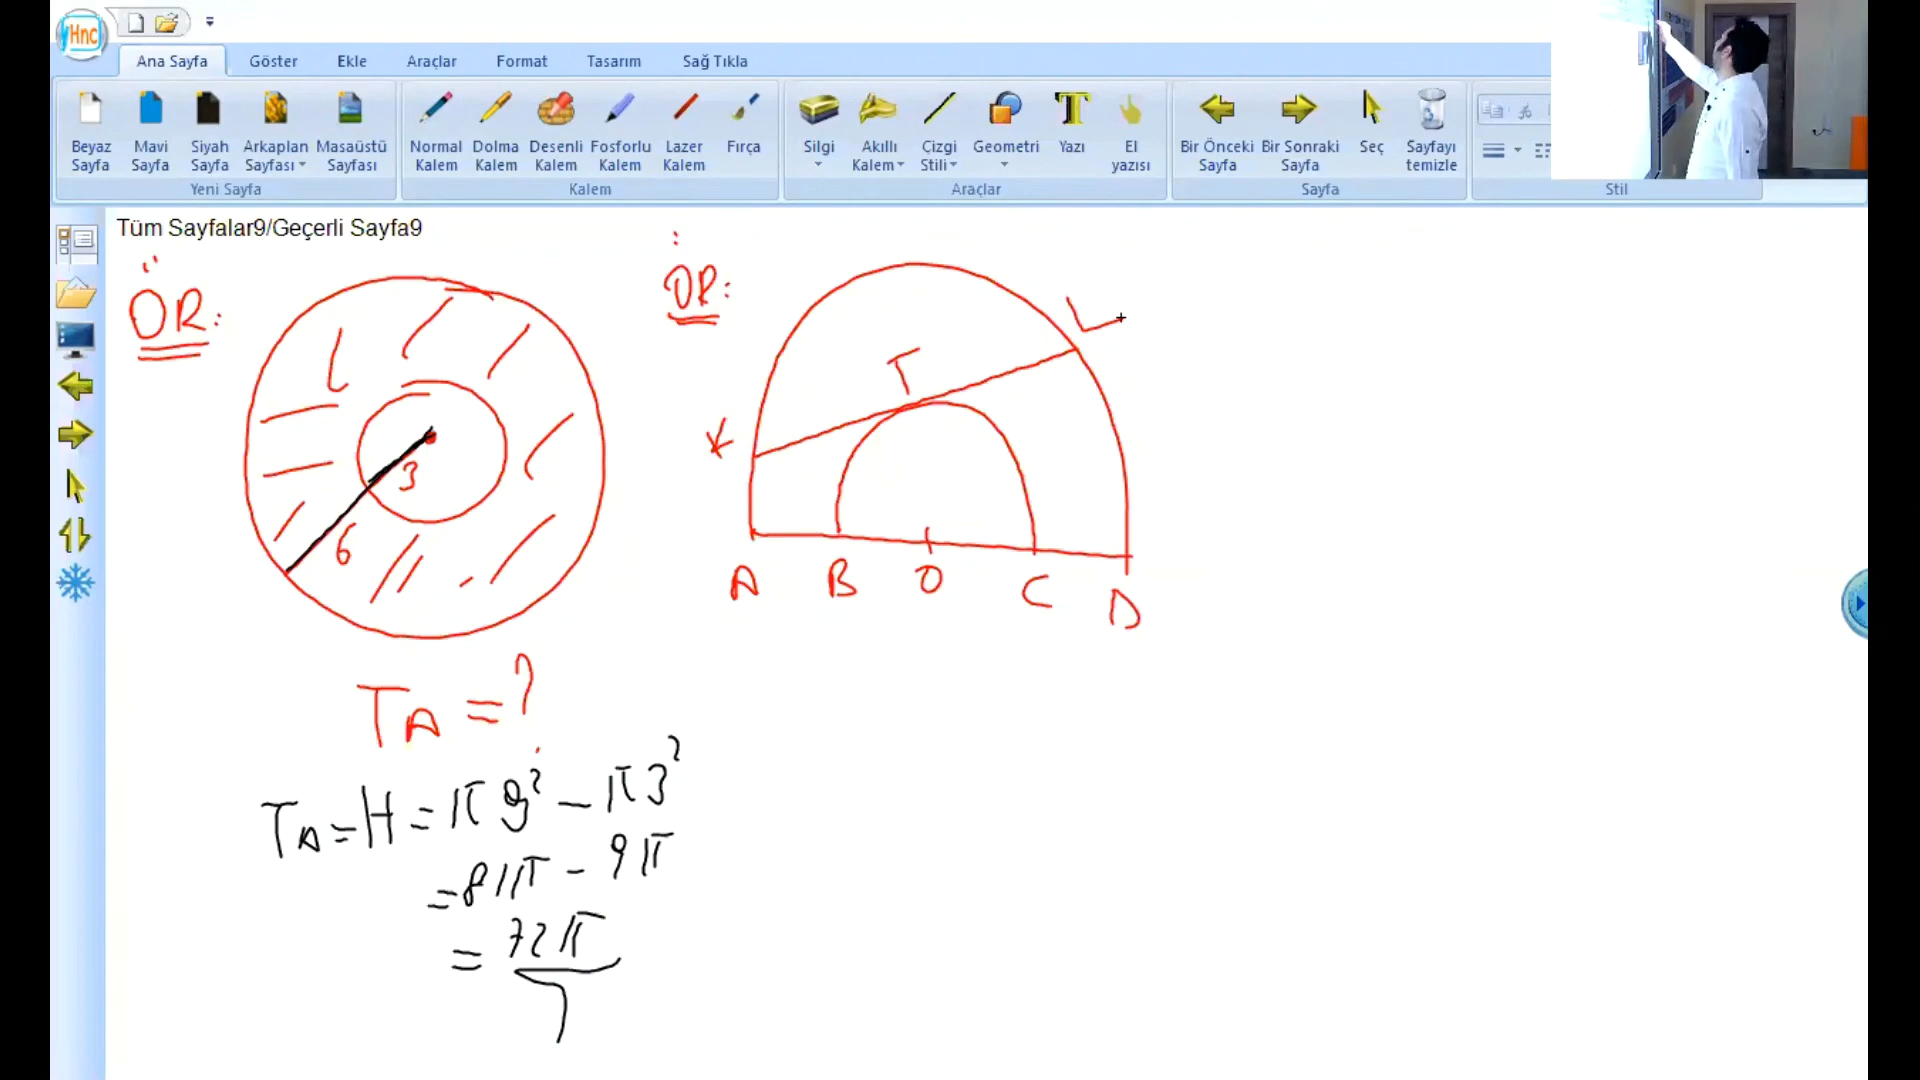 Hnc
Ana Sayfa Göster Ekle Araçlar Format Tasarım Sağ Tıkla
Beyaz Sayfa Mavi Sayfa Siyah Sayfa Arkaplan Sayfası Masaüstü Sayfası
Yeni Sayfa
Normal Kalem Dolma Kalem Desenli Kalem Fosforlu Kalem Lazer Kalem Fırça
Kalem
Silgi Akıllı Kalem Çizgi Stili Geometri Yazı El yazısı
Araçlar
Bir Önceki Sayfa Bir Sonraki Sayfa Seç Sayfayı temizle
Sayfa
Stil
Tüm Sayfalar9/Geçerli Sayfa9
ÖR:
3
6
TA = ?
TA = H = π9² − π3²
= 81π − 9π
= 72π
ÖR:
L
T
K
A B O C D